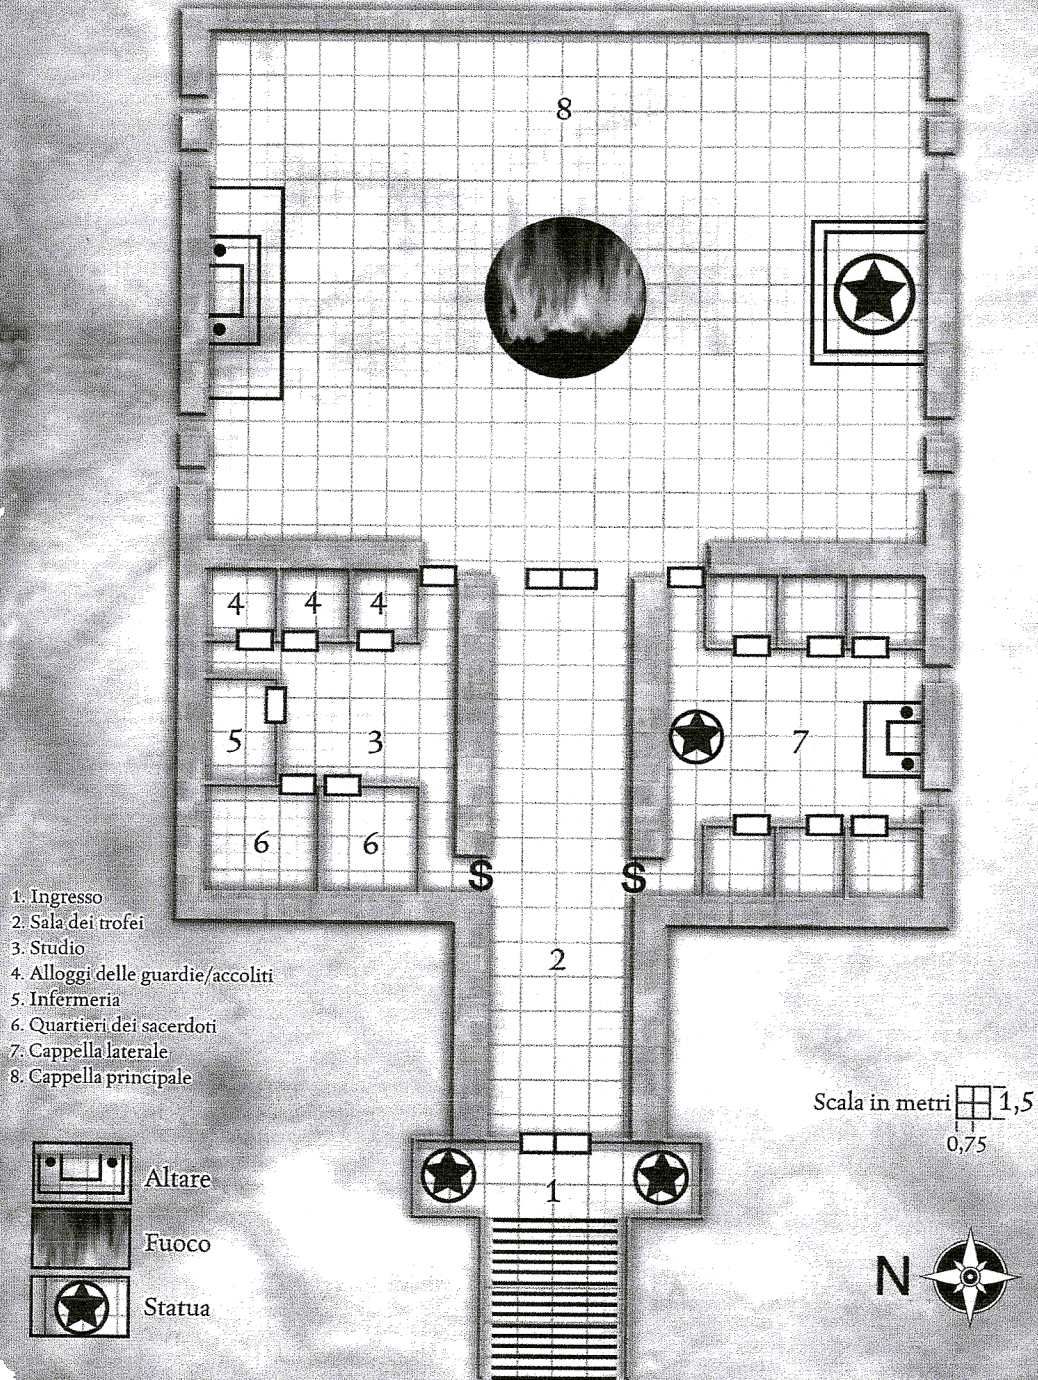 8
4
4
4
5
3
7
6
6
$
$
2
1. Ingresso
2. Sala dei trofei
3. Studio
4. Alloggi delle guardie/accoliti
5. Infermeria
6. Quartieri dei sacerdoti
7. Cappella laterale
8. Cappella principale
Scala in metri 1,5
0,75
1
Altare
Fuoco
Statua
N